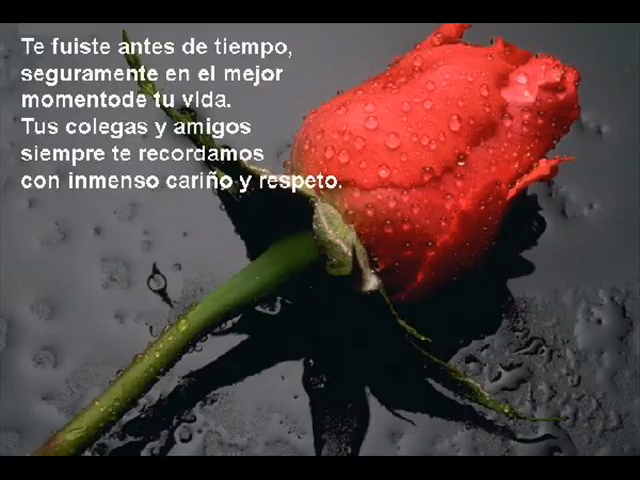 Te fuiste antes de tiempo,
seguramente en el mejor
momentode tu vida.
Tus colegas y amigos
siempre te recordamos
con inmenso cariño y respeto.